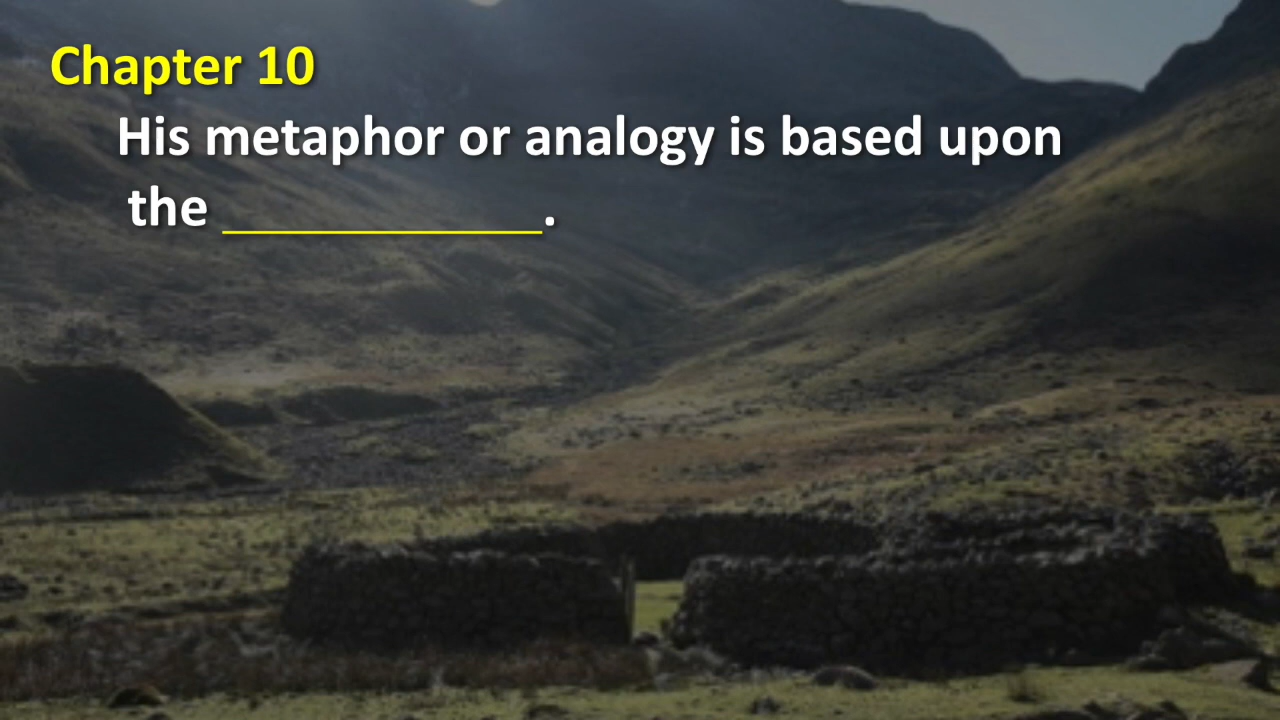 Chapter 10
His metaphor or analogy is based upon
the ____________.